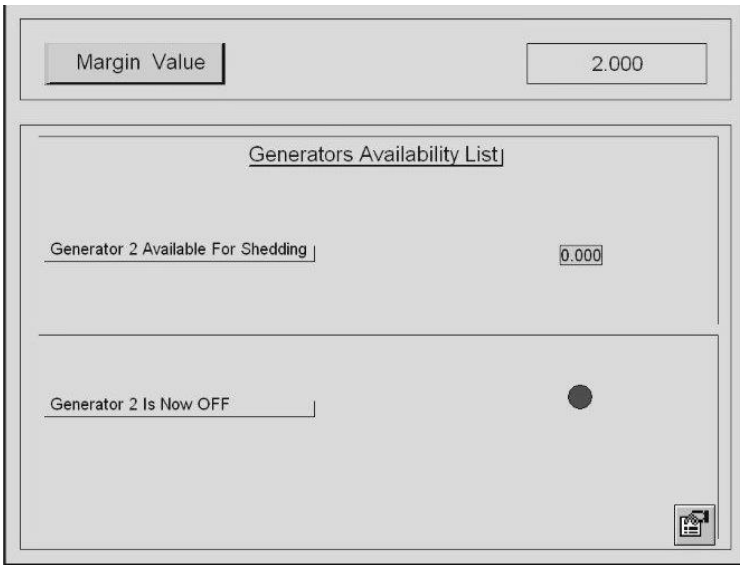 Margin Value
2.000
Generators Availability List
Generator 2 Available For Shedding
0.000
Generator 2 Is Now OFF